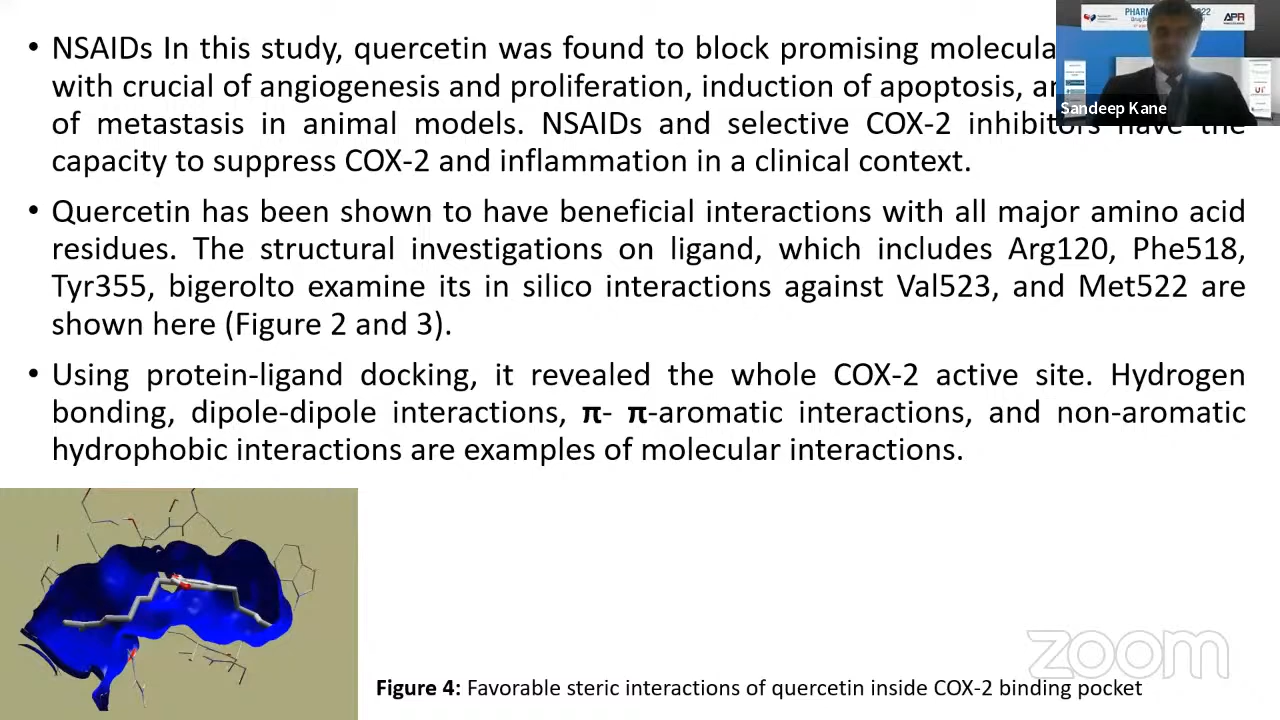 • NSAIDs In this study, quercetin was found to block promising molecula
with crucial of angiogenesis and proliferation, induction of apoptosis, a
of metastasis in animal models. NSAIDs and selective COX-2 inhibitors have the
capacity to suppress COX-2 and inflammation in a clinical context.
• Quercetin has been shown to have beneficial interactions with all major amino acid
residues. The structural investigations on ligand, which includes Arg120, Phe518,
Tyr355, bigerolto examine its in silico interactions against Val523, and Met522 are
shown here (Figure 2 and 3).
• Using protein-ligand docking, it revealed the whole COX-2 active site. Hydrogen
bonding, dipole-dipole interactions, π- π-aromatic interactions, and non-aromatic
hydrophobic interactions are examples of molecular interactions.
Figure 4: Favorable steric interactions of quercetin inside COX-2 binding pocket
PHARM
22
APR
Sandeep Kane
zoom